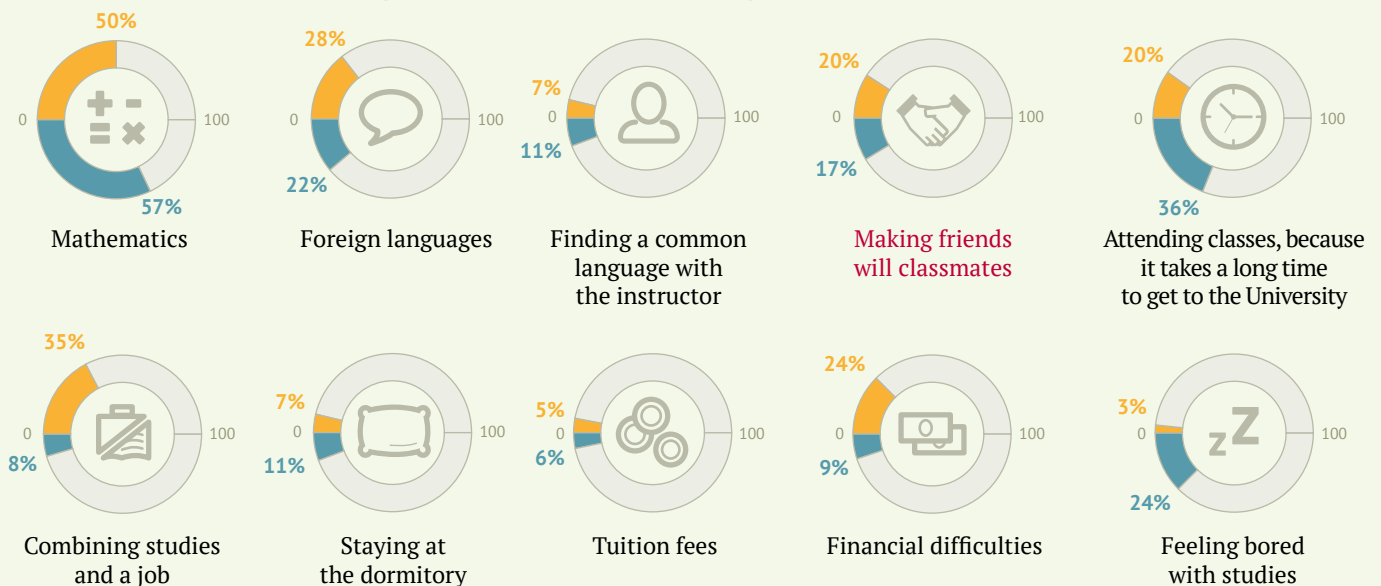 50%
0
100
57%
Mathematics
28%
0
100
22%
Foreign languages
7%
0
100
11%
Finding a common
language with
the instructor
20%
0
100
17%
Making friends
will classmates
20%
0
100
36%
Attending classes, because
it takes a long time
to get to the University
35%
0
100
8%
Combining studies
and a job
7%
0
100
11%
Staying at
the dormitory
5%
0
100
6%
Tuition fees
24%
0
100
9%
Financial difficulties
3%
0
100
24%
z Z
Feeling bored
with studies